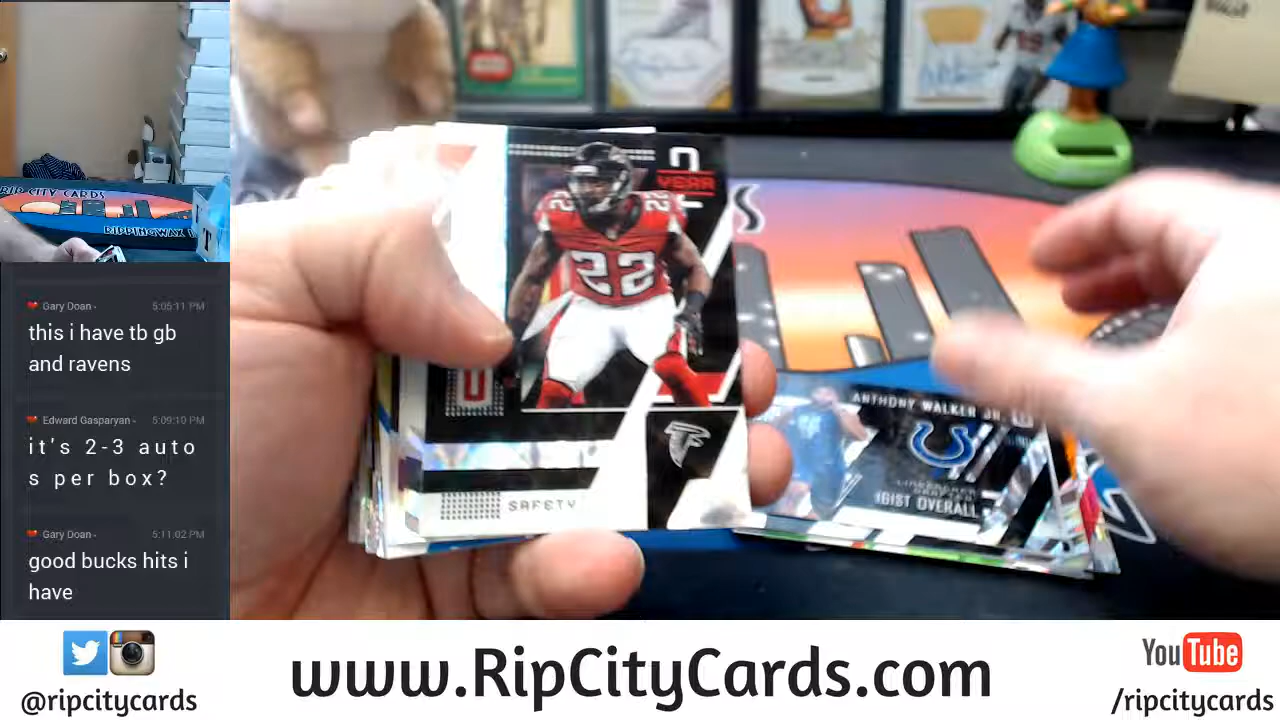 RIP CITY CARDS
RIPPINGWAX
Gary Doan - 5:05:11 PM
this i have tb gb
and ravens
Edward Gasparyan - 5:09:10 PM
it's 2-3 auto
s per box?
Gary Doan - 5:11:02 PM
good bucks hits i
have
YEAR
22
22
U
SAFETY
ANTHONY WALKER JR.
LINEBACKER
161ST OVERALL
S
www.RipCityCards.com
@ripcitycards
YouTube
/ripcitycards